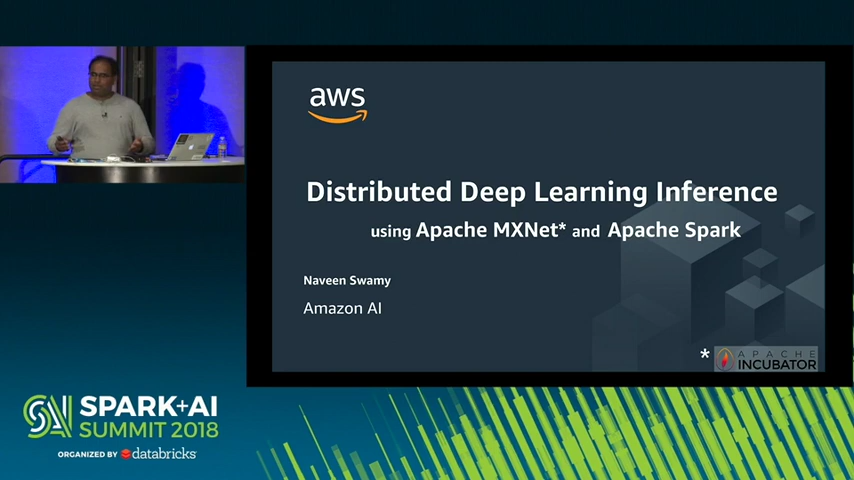 aws
Distributed Deep Learning Inference
using Apache MXNet* and Apache Spark
Naveen Swamy
Amazon AI
* APACHE
INCUBATOR
SPARK+AI
SUMMIT 2018
ORGANIZED BY databricks